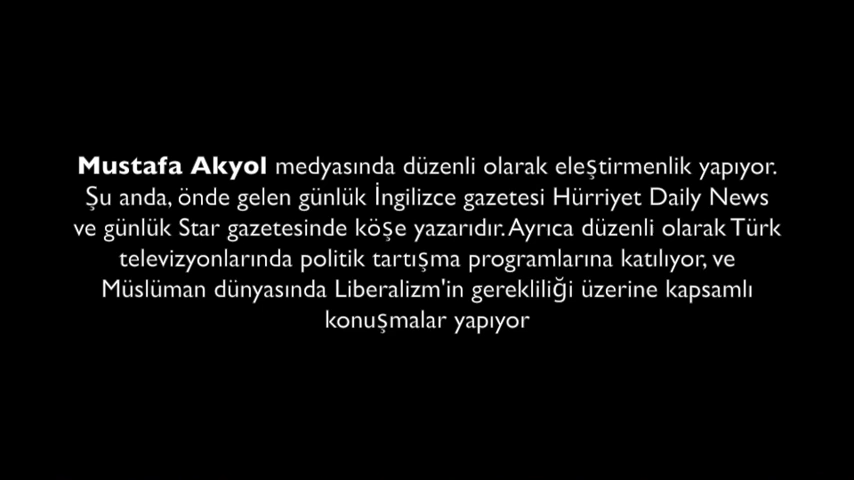 Mustafa Akyol medyasında düzenli olarak eleştirmenlik yapıyor.
Şu anda, önde gelen günlük İngilizce gazetesi Hürriyet Daily News
ve günlük Star gazetesinde köşe yazarıdır. Ayrıca düzenli olarak Türk
televizyonlarında politik tartışma programlarına katılıyor, ve
Müslüman dünyasında Liberalizm'in gerekliliği üzerine kapsamlı
konuşmalar yapıyor